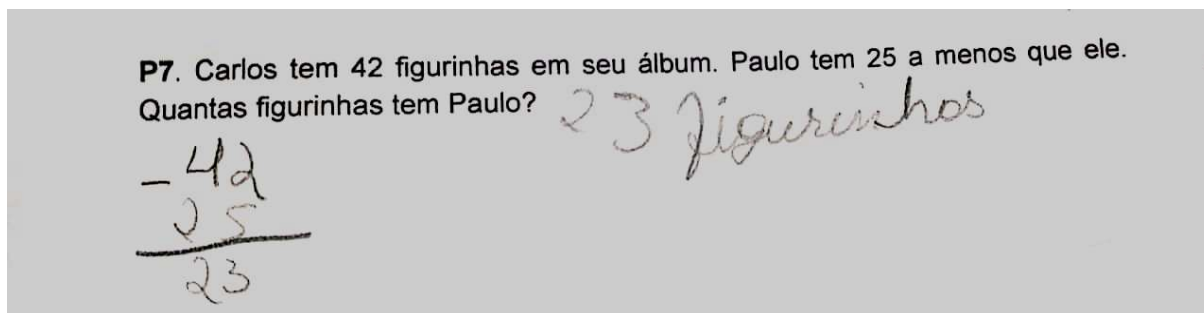 P7. Carlos tem 42 figurinhas em seu álbum. Paulo tem 25 a menos que ele.
Quantas figurinhas tem Paulo? 23 figurinhas
- 42
25
23